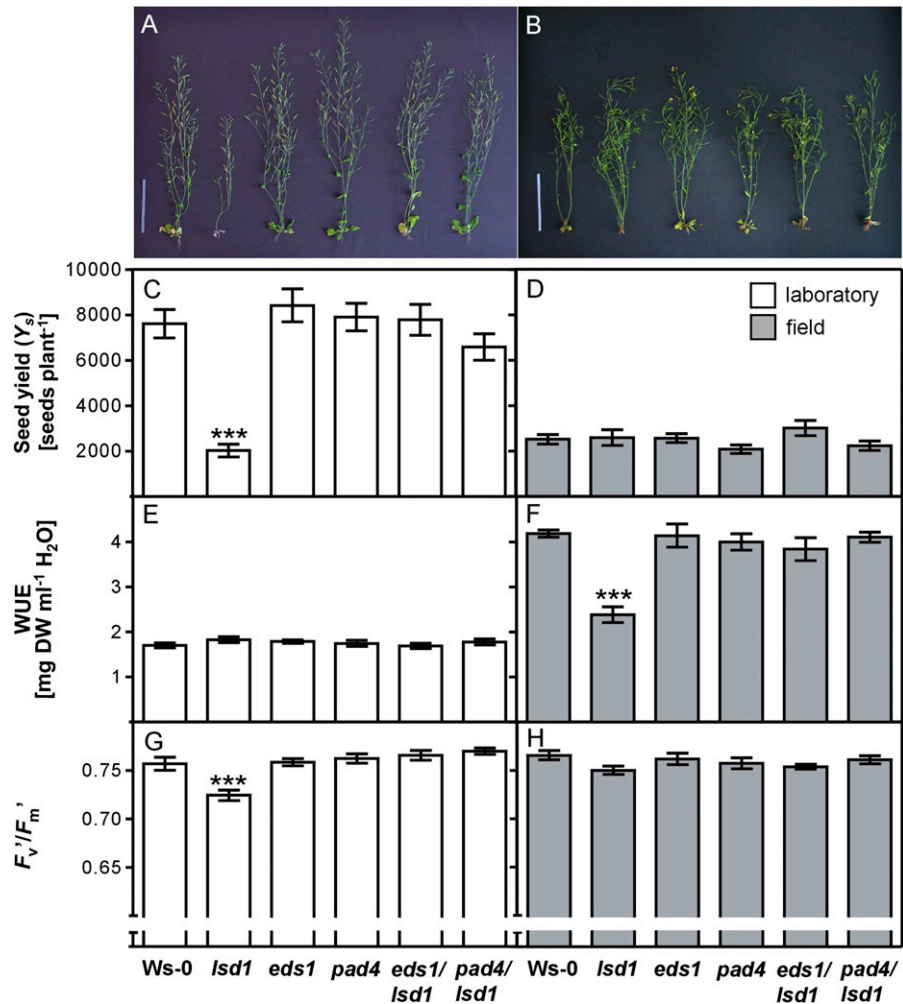 A
B
10000
8000
6000
4000
2000
Seed yield (Yₛ)
[seeds plant⁻¹]
C
***
D
laboratory
field
4
3
2
1
WUE
[mg DW ml⁻¹ H₂O]
E
F
***
0.75
0.70
0.65
Fᵥ'/Fₘ'
G
***
H
Ws-0 lsd1 eds1 pad4 eds1/ pad4/
lsd1 lsd1
Ws-0 lsd1 eds1 pad4 eds1/ pad4/
lsd1 lsd1